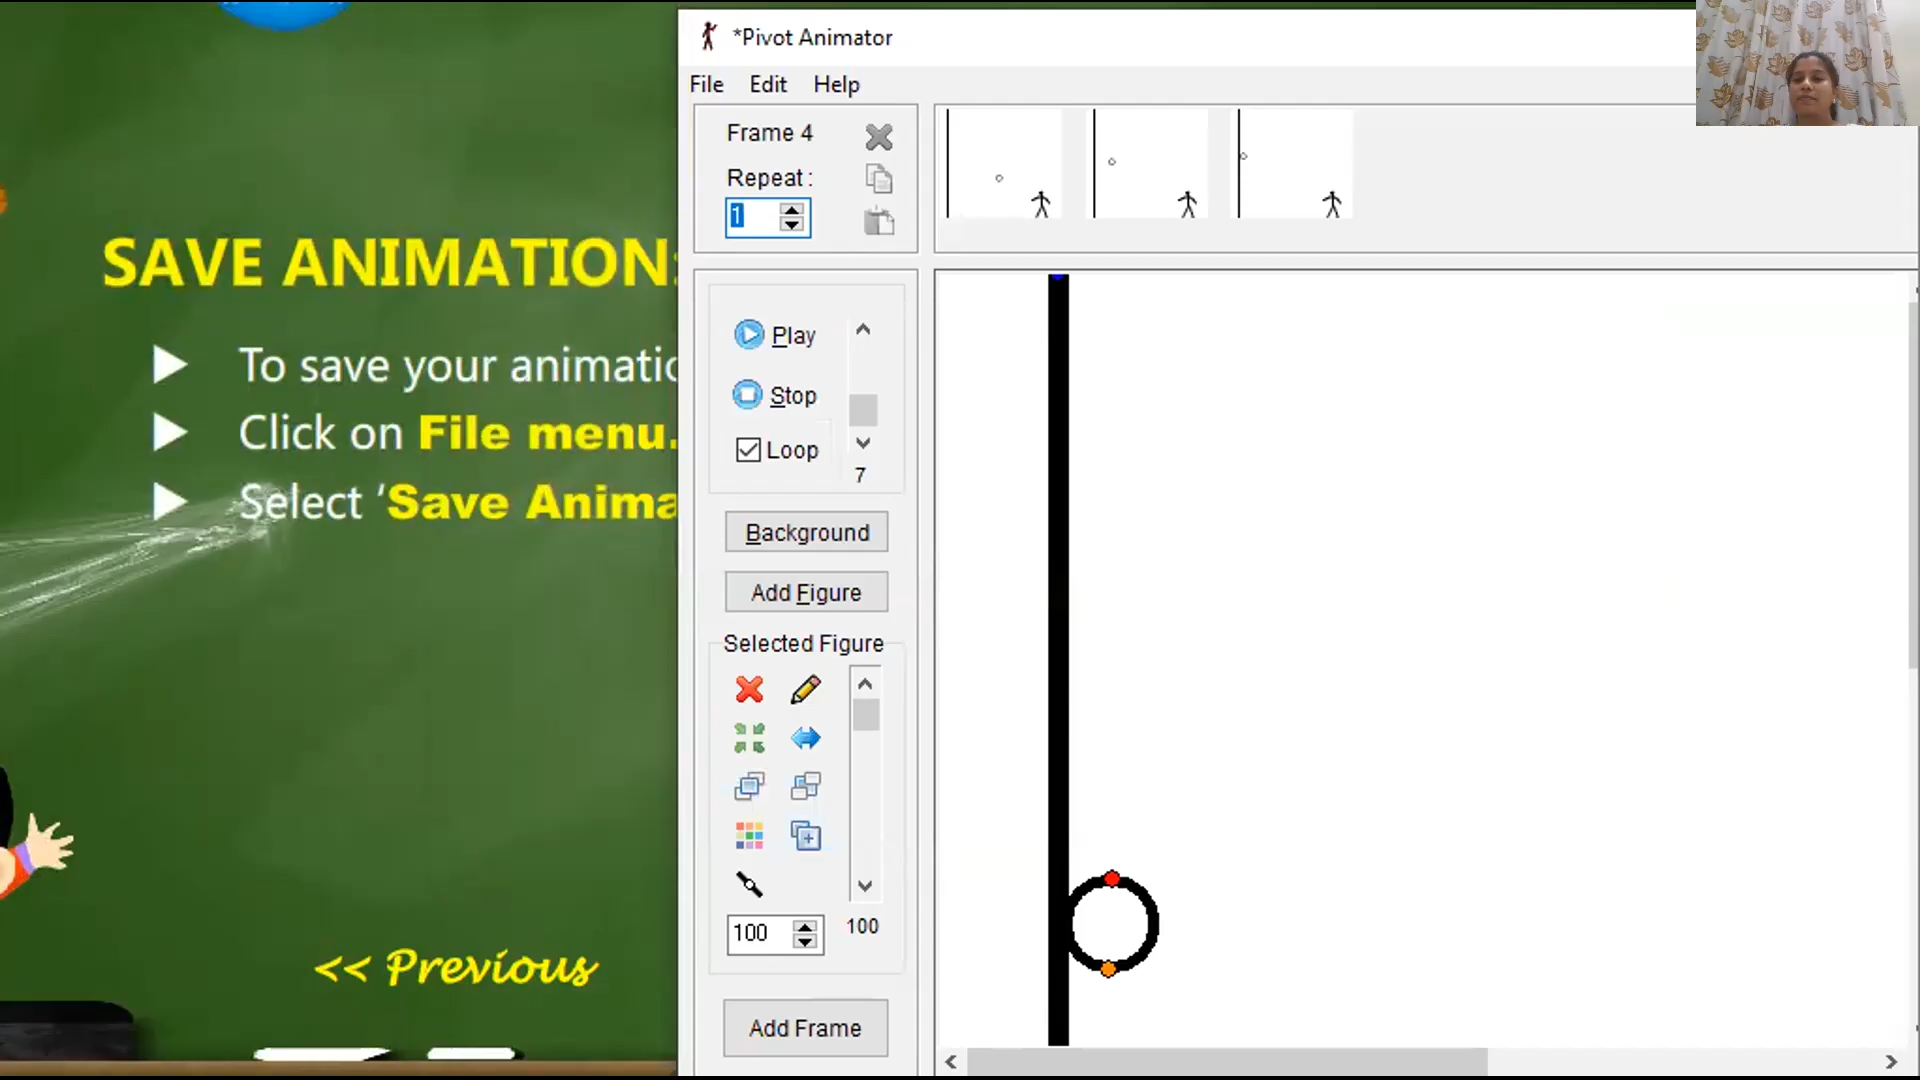 *Pivot Animator
File Edit Help
Frame 4
Repeat :
1
Play
Stop
Loop
7
Background
Add Figure
Selected Figure
100
100
Add Frame
SAVE ANIMATION:
To save your animatio
Click on File menu.
Select ‘Save Anima
<< Previous